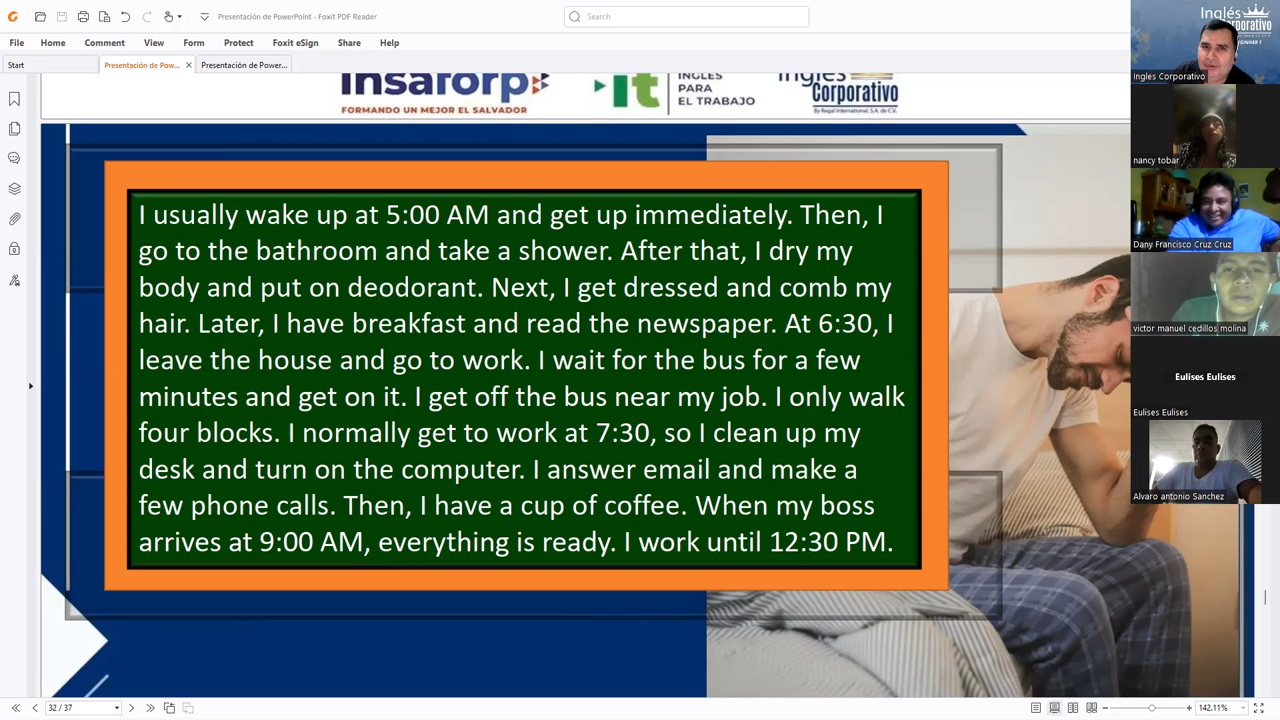 Presentación de PowerPoint - Foxit PDF Reader
Search
File Home Comment View Form Protect Foxit eSign Share Help
Start
Presentación de Pow...
Presentación de Power...
Insaforp
FORMANDO UN MEJOR EL SALVADOR
it
INGLÉS
PARA
EL TRABAJO
Inglés
Corporativo
By Regal International, S.A. de C.V.
I usually wake up at 5:00 AM and get up immediately. Then, I
go to the bathroom and take a shower. After that, I dry my
body and put on deodorant. Next, I get dressed and comb my
hair. Later, I have breakfast and read the newspaper. At 6:30, I
leave the house and go to work. I wait for the bus for a few
minutes and get on it. I get off the bus near my job. I only walk
four blocks. I normally get to work at 7:30, so I clean up my
desk and turn on the computer. I answer email and make a
few phone calls. Then, I have a cup of coffee. When my boss
arrives at 9:00 AM, everything is ready. I work until 12:30 PM.
Inglés
Corporativo
Ingles Corporativo
nancy tobar
Dany Francisco Cruz Cruz
victor manuel cedillos molina
Eulises Eulises
Eulises Eulises
Alvaro antonio Sanchez
32 / 37
142.11%